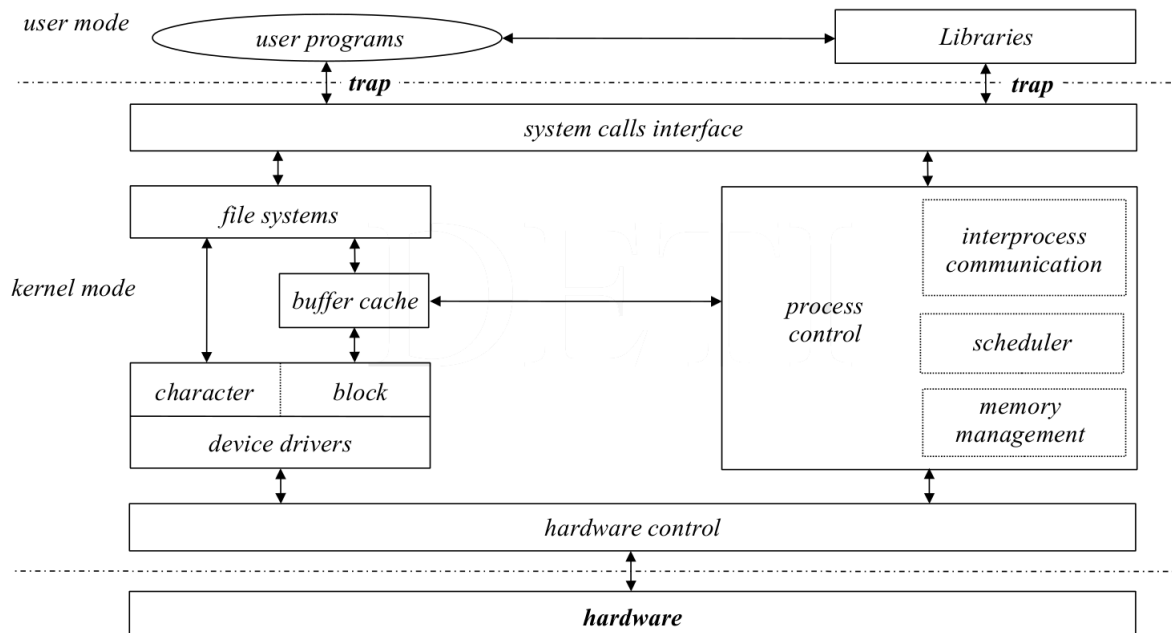 user mode
user programs
Libraries
trap
trap
system calls interface
file systems
interprocess
communication
kernel mode
buffer cache
process
control
scheduler
character
block
memory
management
device drivers
hardware control
hardware